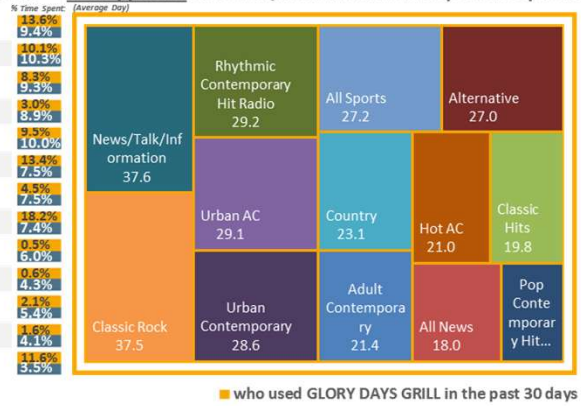 % Time Spent: (Average Day)
13.6%
9.4%
10.1%
10.3%
8.3%
9.3%
3.0%
8.9%
9.5%
10.0%
13.4%
7.5%
4.5%
7.5%
18.2%
7.4%
0.5%
6.0%
0.6%
4.3%
2.1%
5.4%
1.6%
4.1%
11.6%
3.5%
News/Talk/Inf
ormation
37.6
Classic Rock
37.5
Rhythmic
Contemporary
Hit Radio
29.2
Urban AC
29.1
Urban
Contemporary
28.6
All Sports
27.2
Alternative
27.0
Country
23.1
Adult
Contempora
ry
21.4
Hot AC
21.0
Classic
Hits
19.8
All News
18.0
Pop
Conte
mporar
y Hit...
who used GLORY DAYS GRILL in the past 30 days